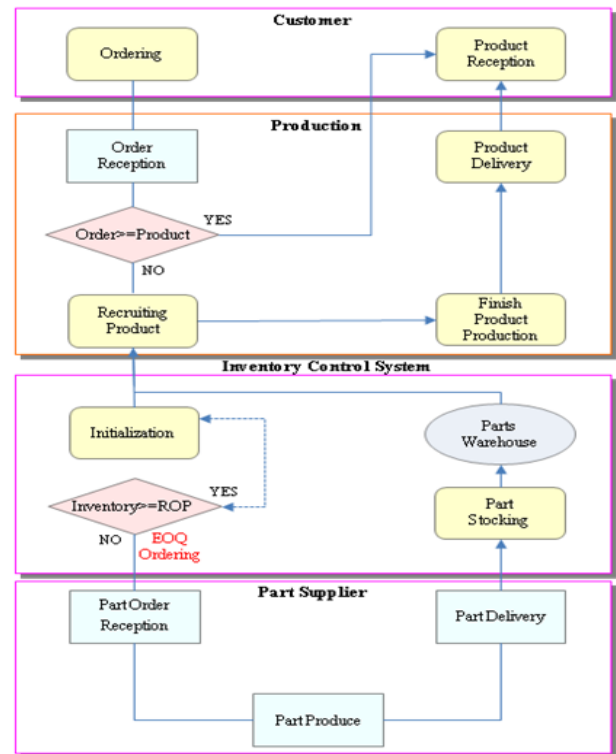 Customer
Ordering
Product
Reception
Production
Order
Reception
Product
Delivery
YES
Order>=Product
NO
Recruiting
Product
Finish
Product
Production
Inventory Control System
Initialization
Parts
Warehouse
YES
Inventory>=ROP
Part
Stocking
NO
EOQ
Ordering
Part Supplier
Part Order
Reception
Part Delivery
Part Produce